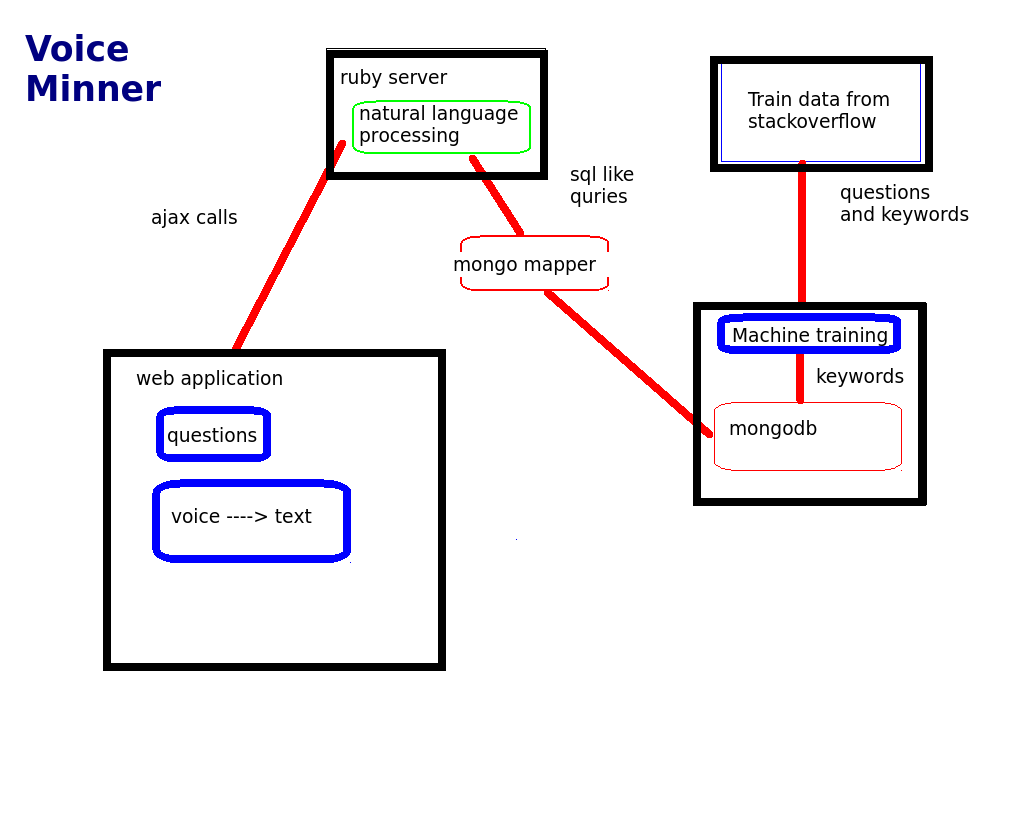 Voice
Minner
ruby server
natural language
processing
Train data from
stackoverflow
sql like
quries
questions
and keywords
ajax calls
mongo mapper
Machine training
keywords
mongodb
web application
questions
voice ----> text